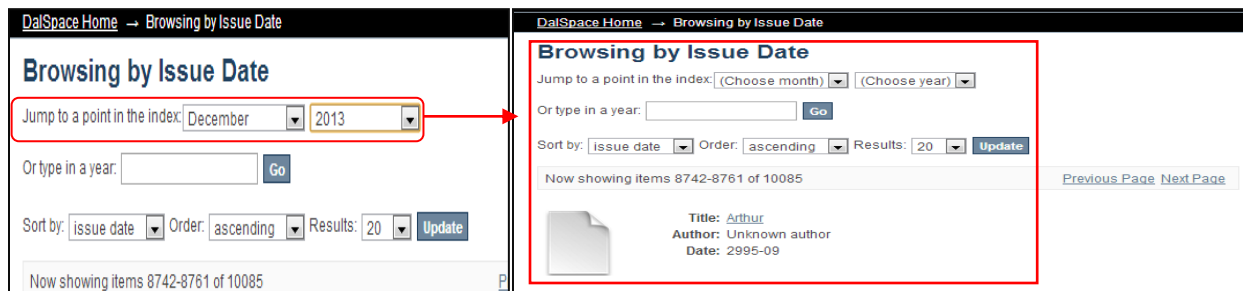 DalSpace Home → Browsing by Issue Date
Browsing by Issue Date
Jump to a point in the index: December 2013
Or type in a year: Go
Sort by: issue date Order: ascending Results: 20 Update
Now showing items 8742-8761 of 10085 P
DalSpace Home → Browsing by Issue Date
Browsing by Issue Date
Jump to a point in the index: (Choose month) (Choose year)
Or type in a year: Go
Sort by: issue date Order: ascending Results: 20 Update
Now showing items 8742-8761 of 10085 Previous Page Next Page
Title: Arthur
Author: Unknown author
Date: 2995-09